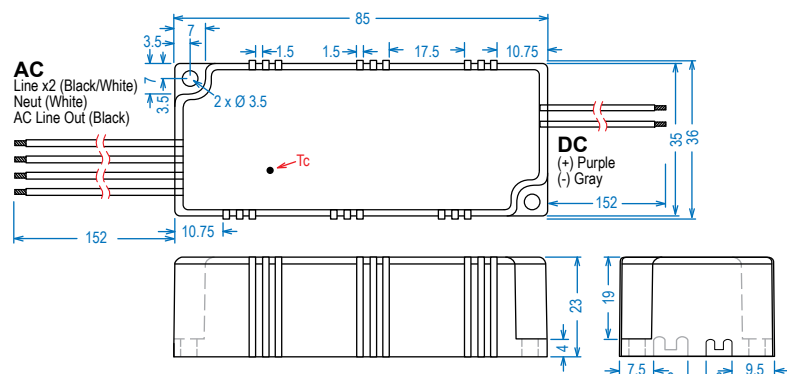 85
7
3.5
1.5
1.5
17.5
10.75
AC
Line x2 (Black/White)
Neut (White)
AC Line Out (Black)
7
3.5
2 x Ø 3.5
Tc
DC
(+) Purple
(-) Gray
35
36
152
152
10.75
23
4
19
7.5
9.5